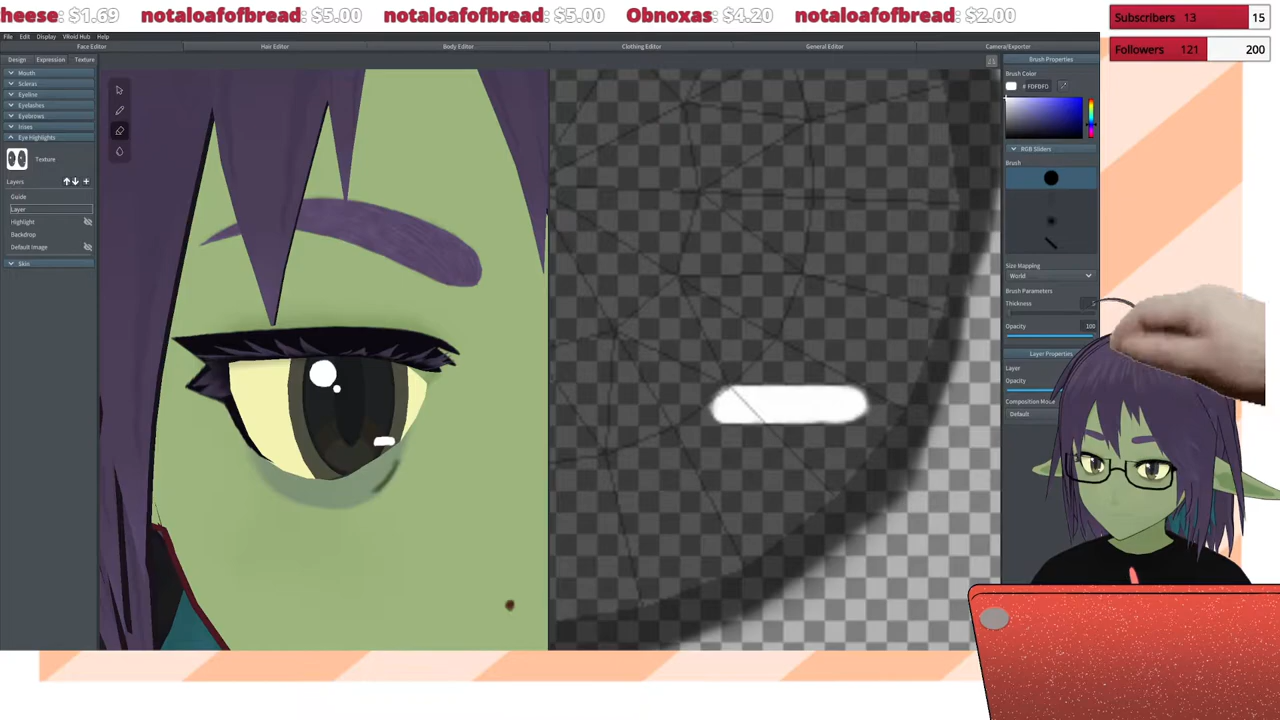 heese: $1.69 notaloafofbread: $5.00 notaloafofbread: $5.00 Obnoxas: $4.20 notaloafofbread: $2.00
Subscribers 13 15
Followers 121 200
File Edit Display VRoid Hub Help
Face Editor Hair Editor Body Editor Clothing Editor General Editor Camera/Exporter
Design Expression Texture
Mouth
Scleras
Eyeline
Eyelashes
Eyebrows
Irises
Eye Highlights
Texture
Layers
Guide
Layer
Highlight
Backdrop
Default Image
Skin
Brush Properties
Brush Color
# FDFDFD
RGB Sliders
Brush
Size Mapping
World
Brush Parameters
Thickness 5
Opacity 100
Layer Properties
Layer
Opacity
Composition Mode
Default